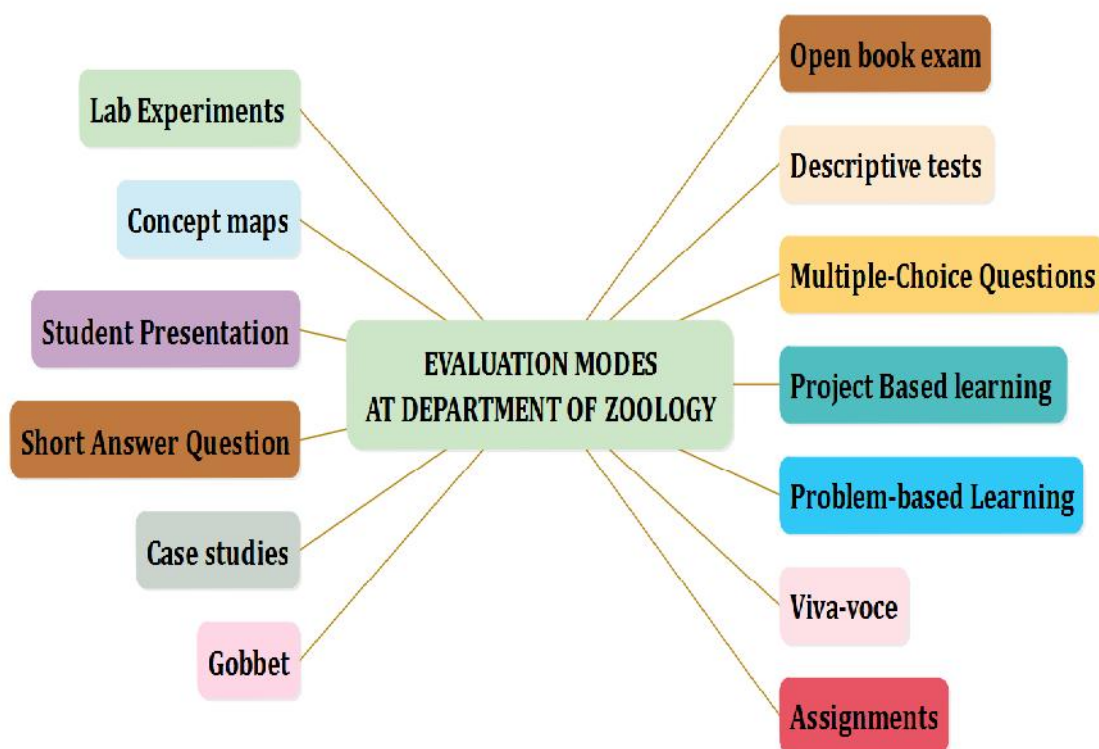 Lab Experiments
Concept maps
Student Presentation
Short Answer Question
Case studies
Gobbet
EVALUATION MODES
AT DEPARTMENT OF ZOOLOGY
Open book exam
Descriptive tests
Multiple-Choice Questions
Project Based learning
Problem-based Learning
Viva-voce
Assignments